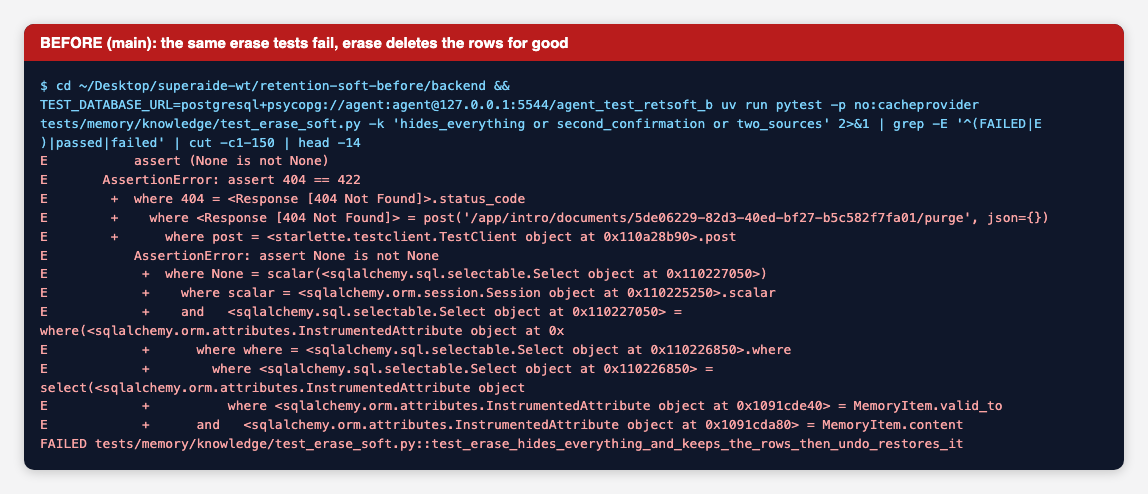 BEFORE (main): the same erase tests fail, erase deletes the rows for good
$ cd ~/Desktop/superaide-wt/retention-soft-before/backend &&
TEST_DATABASE_URL=postgresql+psycopg://agent:agent@127.0.0.1:5544/agent_test_retsoft_b uv run pytest -p no:cacheprovider
tests/memory/knowledge/test_erase_soft.py -k 'hides_everything or second_confirmation or two_sources' 2>&1 | grep -E '^(FAILED|E
)|passed|failed' | cut -c1-150 | head -14
E           assert (None is not None)
E       AssertionError: assert 404 == 422
E        +  where 404 = <Response [404 Not Found]>.status_code
E        +    where <Response [404 Not Found]> = post('/app/intro/documents/5de06229-82d3-40ed-bf27-b5c582f7fa01/purge', json={})
E        +      where post = <starlette.testclient.TestClient object at 0x110a28b90>.post
E           AssertionError: assert None is not None
E            +  where None = scalar(<sqlalchemy.sql.selectable.Select object at 0x110227050>)
E            +    where scalar = <sqlalchemy.orm.session.Session object at 0x110225250>.scalar
E            +    and   <sqlalchemy.sql.selectable.Select object at 0x110227050> =
where(<sqlalchemy.orm.attributes.InstrumentedAttribute object at 0x
E            +      where where = <sqlalchemy.sql.selectable.Select object at 0x110226850>.where
E            +        where <sqlalchemy.sql.selectable.Select object at 0x110226850> =
select(<sqlalchemy.orm.attributes.InstrumentedAttribute object
E            +          where <sqlalchemy.orm.attributes.InstrumentedAttribute object at 0x1091cde40> = MemoryItem.valid_to
E            +      and   <sqlalchemy.orm.attributes.InstrumentedAttribute object at 0x1091cda80> = MemoryItem.content
FAILED tests/memory/knowledge/test_erase_soft.py::test_erase_hides_everything_and_keeps_the_rows_then_undo_restores_it